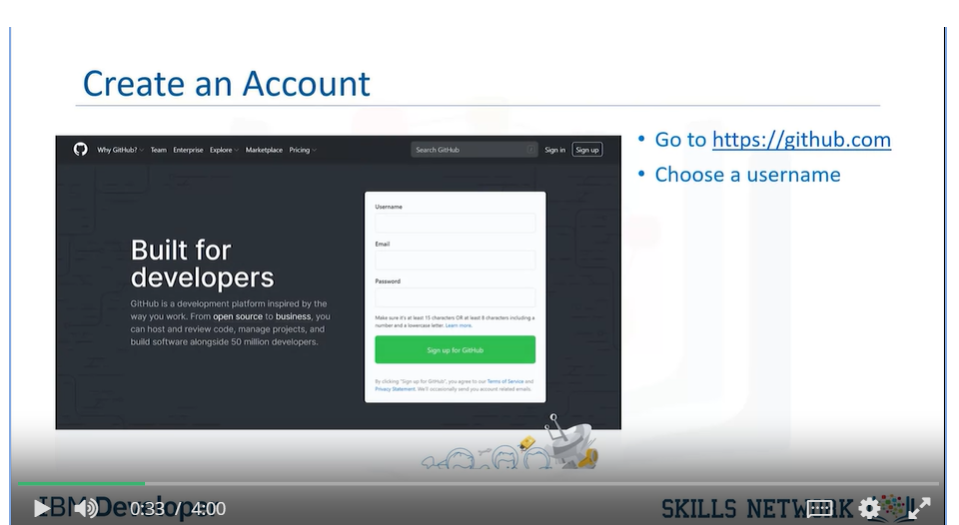 Create an Account
Why GitHub? Team Enterprise Explore Marketplace Pricing
Search GitHub
/
Sign in Sign up
• Go to https://github.com
• Choose a username
Built for
developers
GitHub is a development platform inspired by the
way you work. From open source to business, you
can host and review code, manage projects, and
build software alongside 50 million developers.
Username
Email
Password
Make sure it's at least 15 characters OR at least 8 characters including a
number and a lowercase letter. Learn more.
Sign up for GitHub
By clicking "Sign up for GitHub", you agree to our Terms of Service and
Privacy Statement. We'll occasionally send you account related emails.
IBM Developer
0:33 / 4:00
SKILLS NETWORK